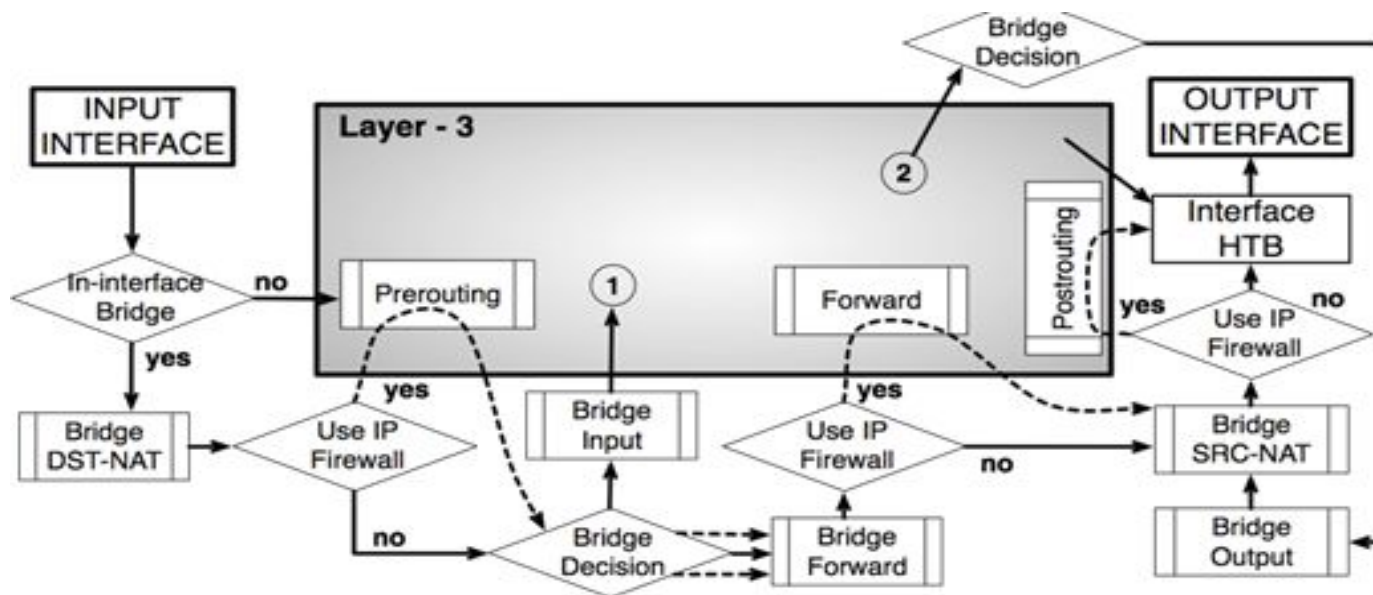 Bridge
Decision
INPUT
INTERFACE
Layer - 3
OUTPUT
INTERFACE
2
Postrouting
Interface
HTB
In-interface
Bridge
no
Prerouting
1
Forward
yes
no
Use IP
Firewall
yes
yes
yes
Bridge
DST-NAT
Use IP
Firewall
Bridge
Input
Use IP
Firewall
no
Bridge
SRC-NAT
no
Bridge
Decision
Bridge
Forward
Bridge
Output